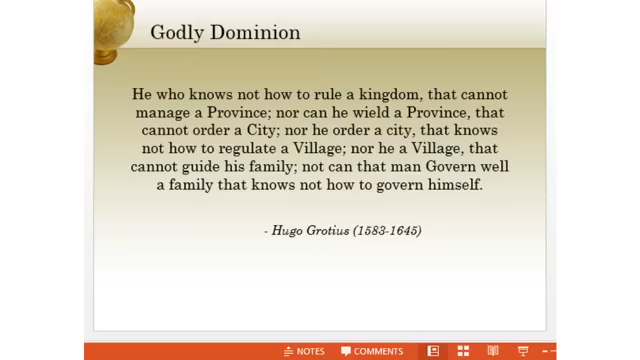 Godly Dominion
He who knows not how to rule a kingdom, that cannot
manage a Province; nor can he wield a Province, that
cannot order a City; nor he order a city, that knows
not how to regulate a Village; nor he a Village, that
cannot guide his family; not can that man Govern well
a family that knows not how to govern himself.
- Hugo Grotius (1583-1645)
NOTES COMMENTS